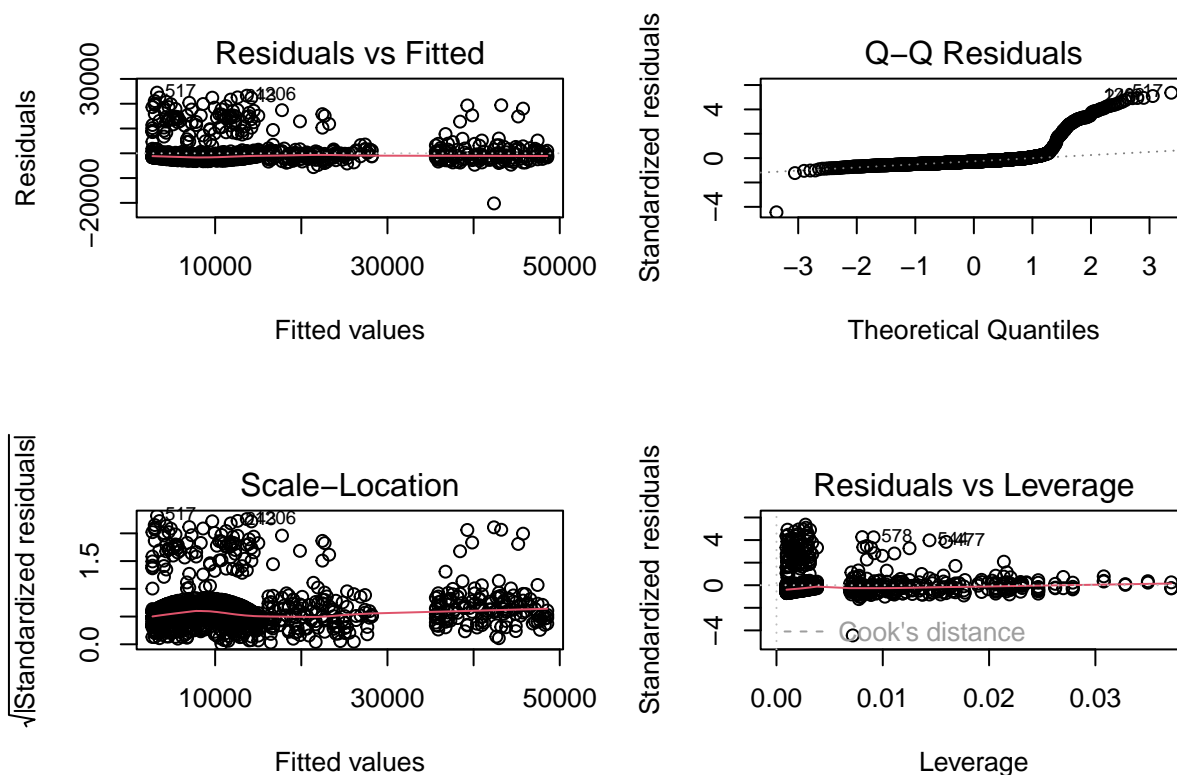 Residuals vs Fitted
Residuals
30000
−20000
517
10000
30000
50000
Fitted values
Q−Q Residuals
Standardized residuals
4
0
−4
517
−3
−2
−1
0
1
2
3
Theoretical Quantiles
Scale−Location
√|Standardized residuals|
1.5
0.0
517
10000
30000
50000
Fitted values
Residuals vs Leverage
Standardized residuals
4
0
−4
578
Cook's distance
0.00
0.01
0.02
0.03
Leverage